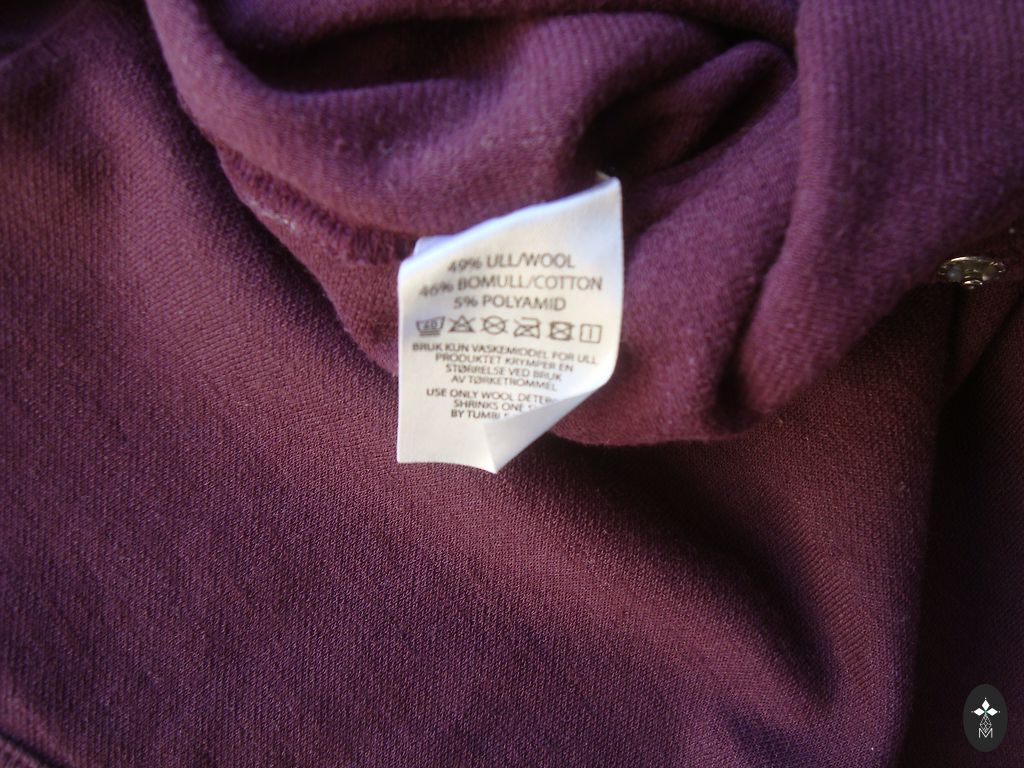 49% ULL/WOOL
46% BOMULL/COTTON
5% POLYAMID
BRUK KUN VASKEMIDDEL FOR ULL
PRODUKTET KRYMPER EN
STØRRELSE VED BRUK
AV TØRKETROMMEL
USE ONLY WOOL
SHRINKS ONE
BY
M